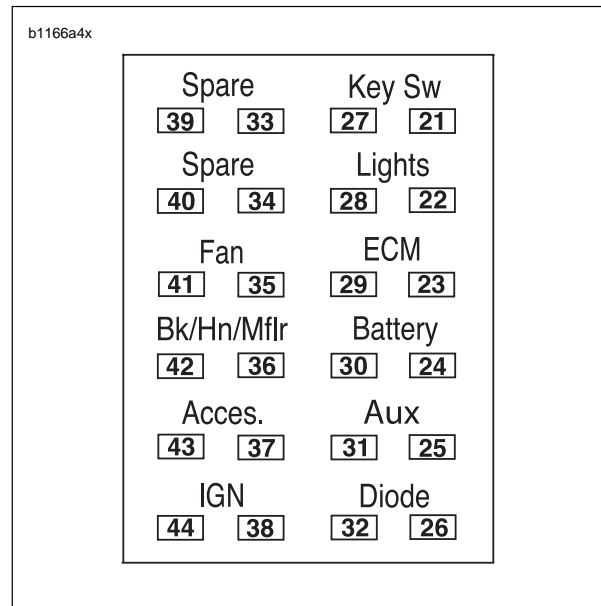 b1166a4x
Spare Key Sw
39 33 27 21
Spare Lights
40 34 28 22
Fan ECM
41 35 29 23
Bk/Hn/Mflr Battery
42 36 30 24
Acces. Aux
43 37 31 25
IGN Diode
44 38 32 26